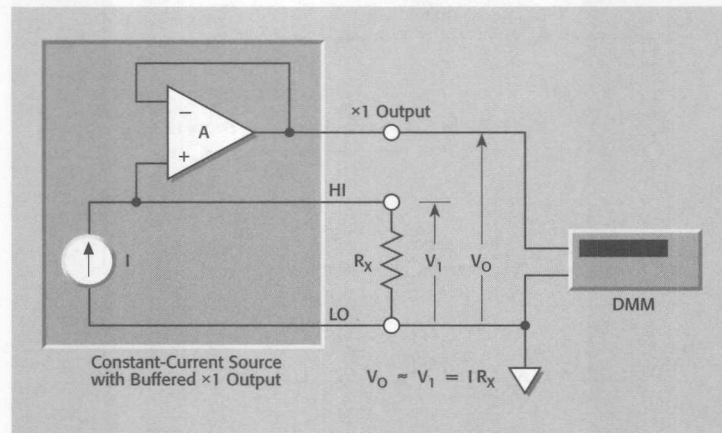 ×1 Output
−
A
+
HI
I
RX
V1
VO
LO
DMM
Constant-Current Source
with Buffered ×1 Output
VO ≈ V1 = I RX